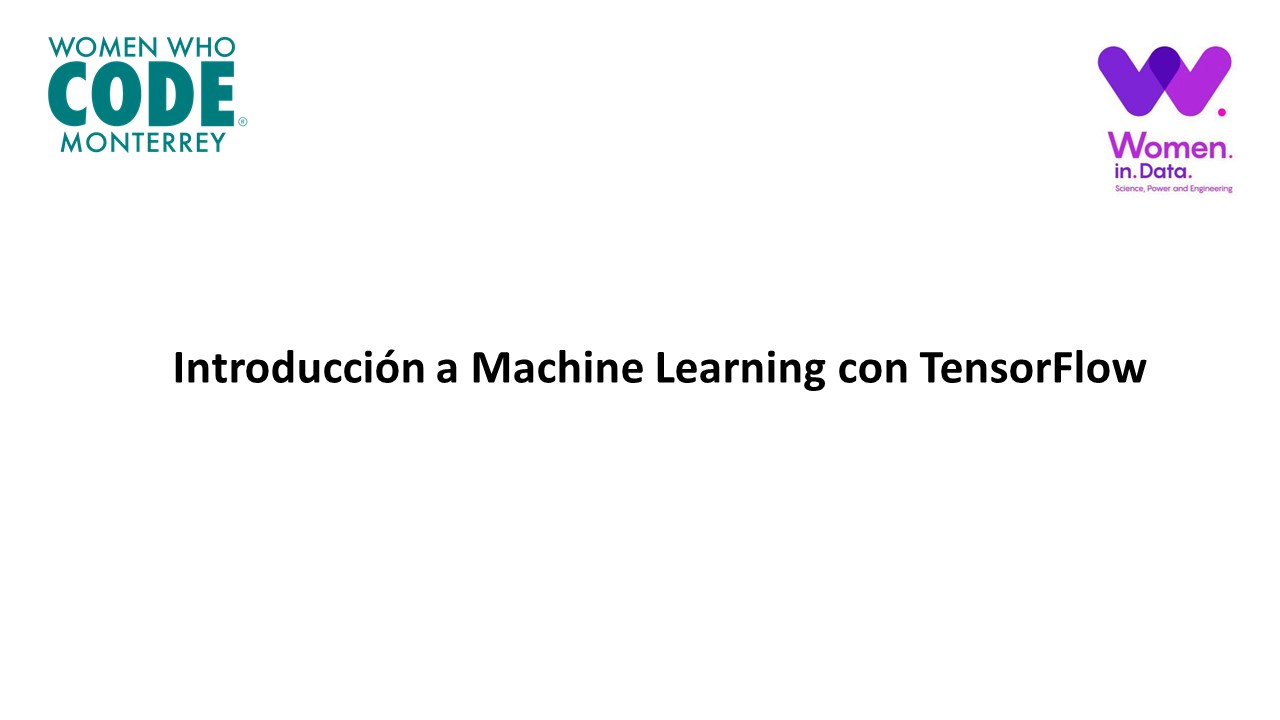 WOMEN WHO
CODE®
MONTERREY
W.
Women.
in.Data.
Science, Power and Engineering
Introducción a Machine Learning con TensorFlow